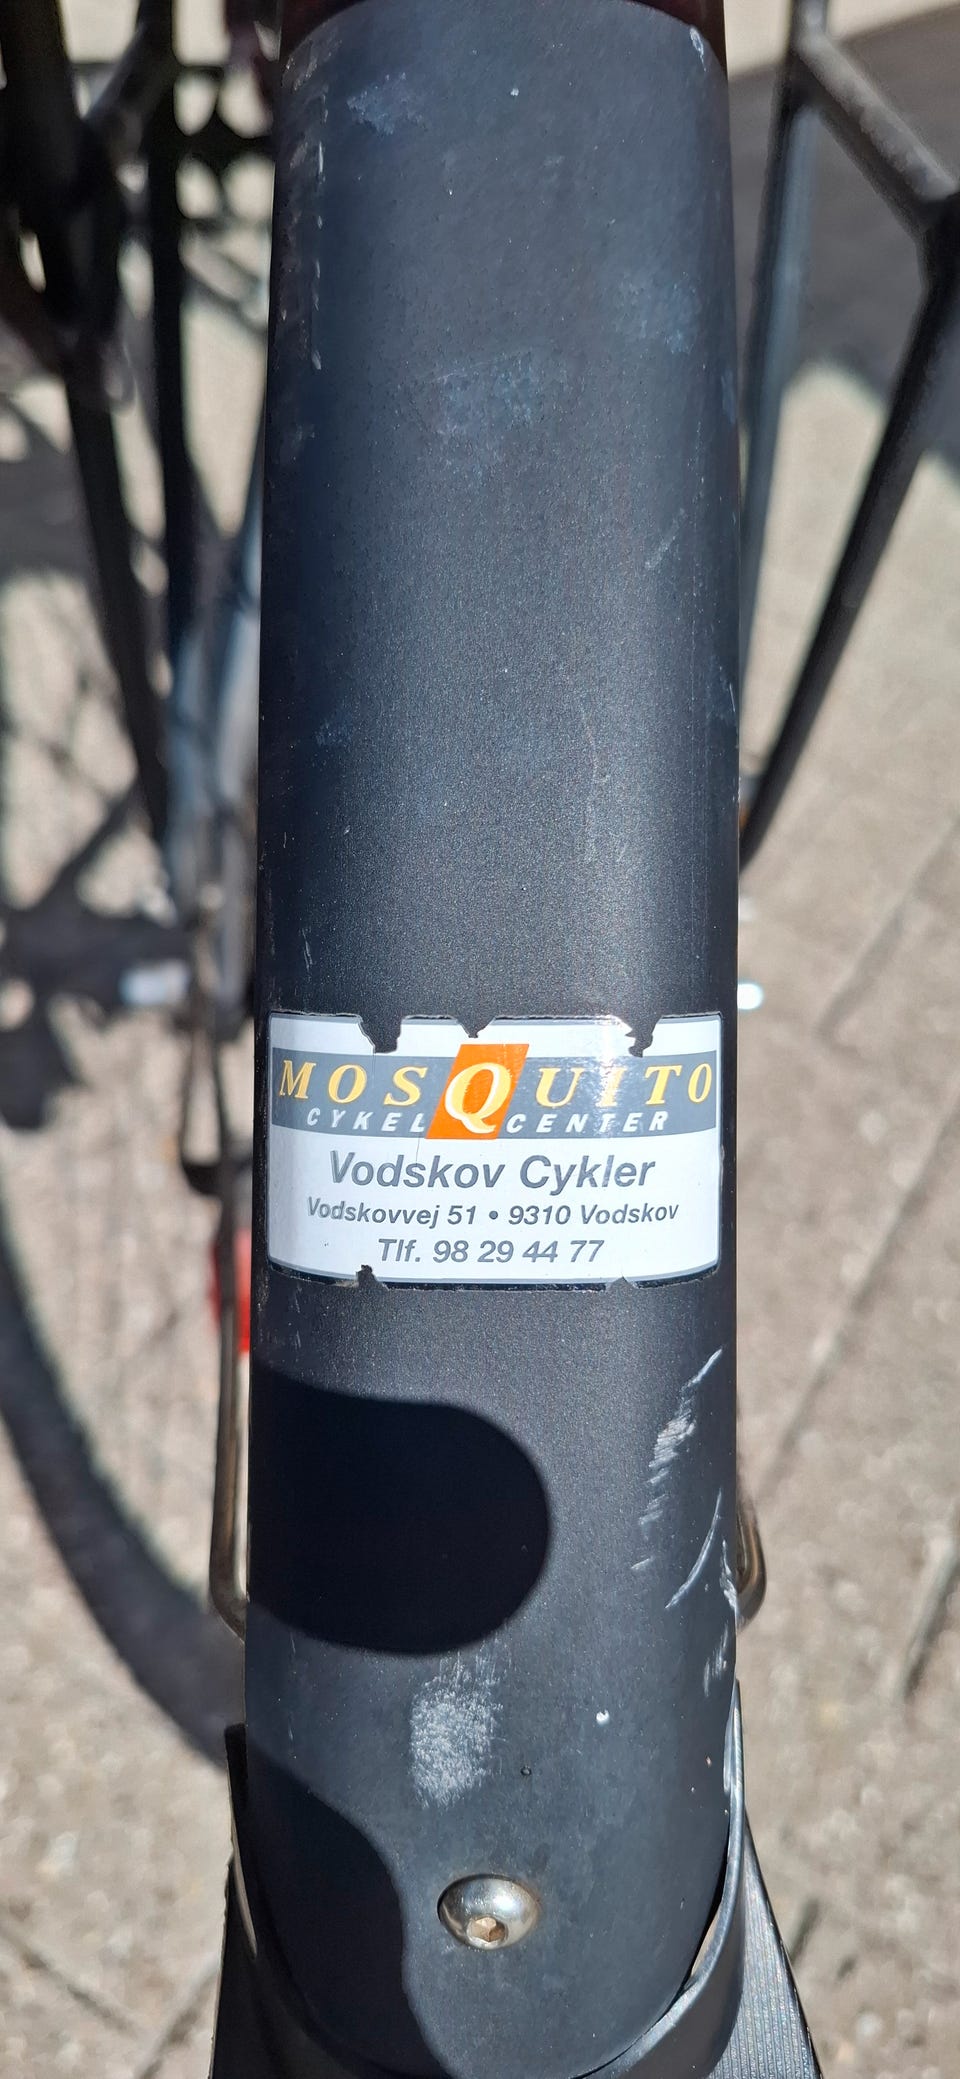 MOSQUITO
CYKEL CENTER
Vodskov Cykler
Vodskovvej 51 • 9310 Vodskov
Tlf. 98 29 44 77